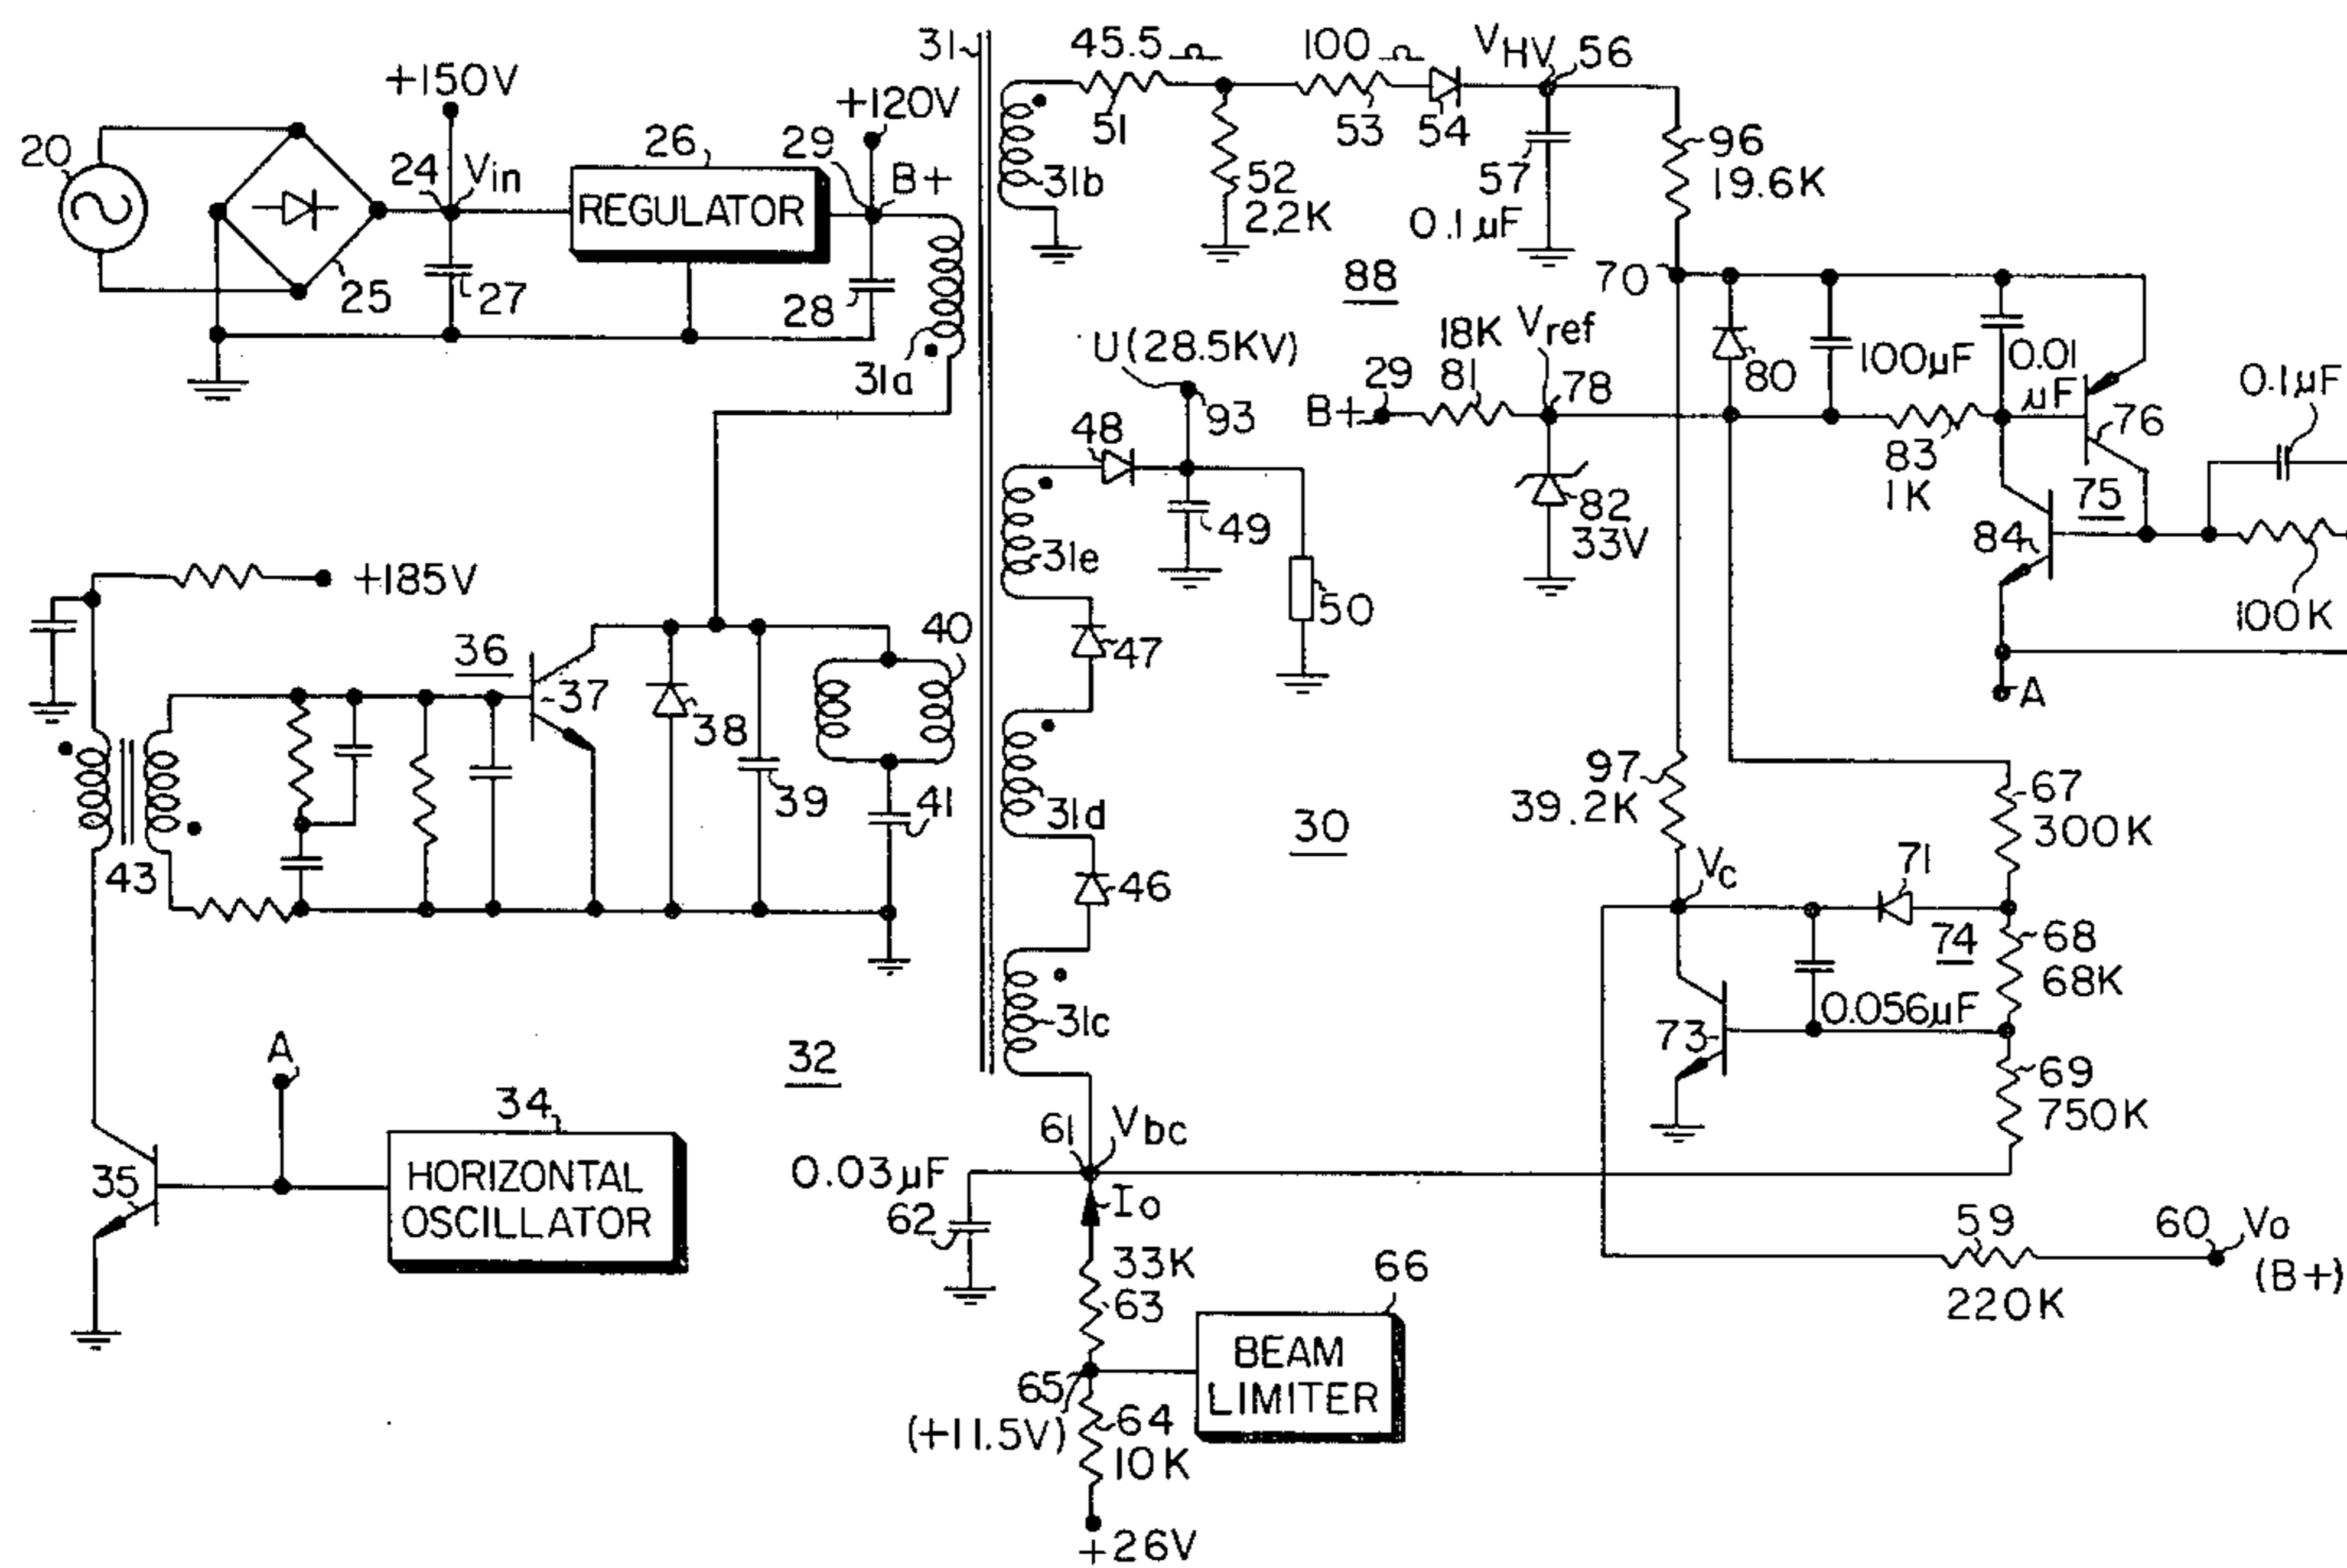 20
+150V
24
Vin
25
27
26
REGULATOR
29
+120V
B+
28
31a
31
45.5 Ω
51
31b
52
2.2K
100 Ω
53
54
VHV
56
57
0.1 µF
96
19.6K
88
70
U(28.5KV)
93
48
49
50
31e
47
31d
46
31c
30
29
B+
18K
81
Vref
78
82
33V
80
100µF
0.01
µF
83
1K
76
75
84
0.1µF
100K
A
+185V
36
37
38
39
40
41
43
97
39.2K
67
300K
Vc
71
74
68
68K
0.056µF
73
69
750K
A
34
HORIZONTAL
OSCILLATOR
35
32
61
Vbc
0.03 µF
62
Io
33K
63
65
(+11.5V)
64
10K
+26V
66
BEAM
LIMITER
59
220K
60
Vo
(B+)